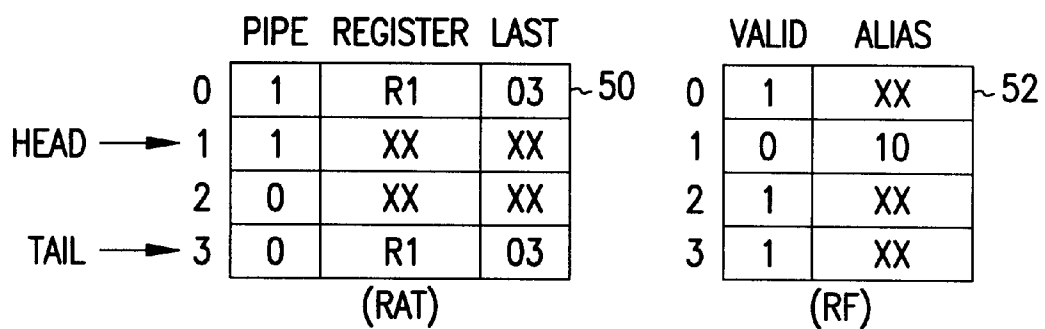 PIPE REGISTER LAST VALID ALIAS
0 1 R1 03 50 0 1 XX 52
HEAD 1 1 XX XX 1 0 10
2 0 XX XX 2 1 XX
TAIL 3 0 R1 03 3 1 XX
(RAT) (RF)